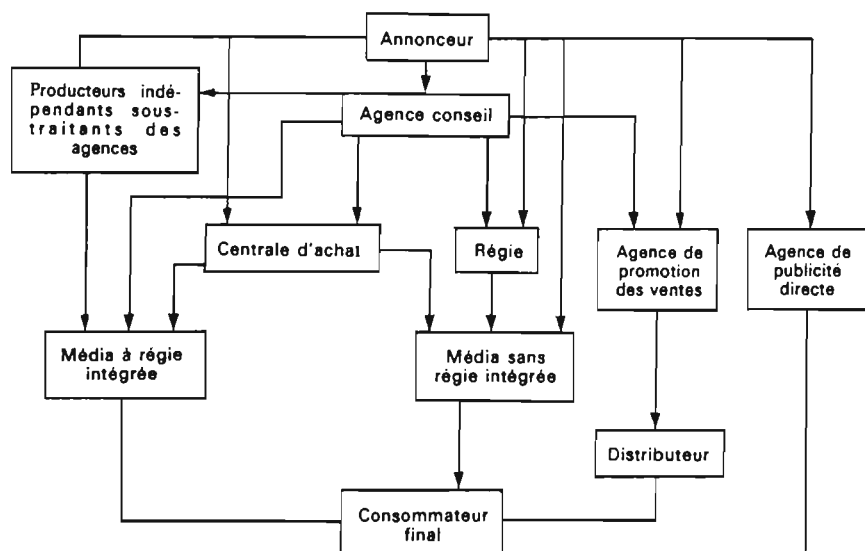 Annonceur
Producteurs indé-
pendants sous-
traitants des
agences
Agence conseil
Centrale d'achat
Régie
Agence de
promotion
des ventes
Agence de
publicité
directe
Média à régie
intégrée
Média sans
régie intégrée
Distributeur
Consommateur
final